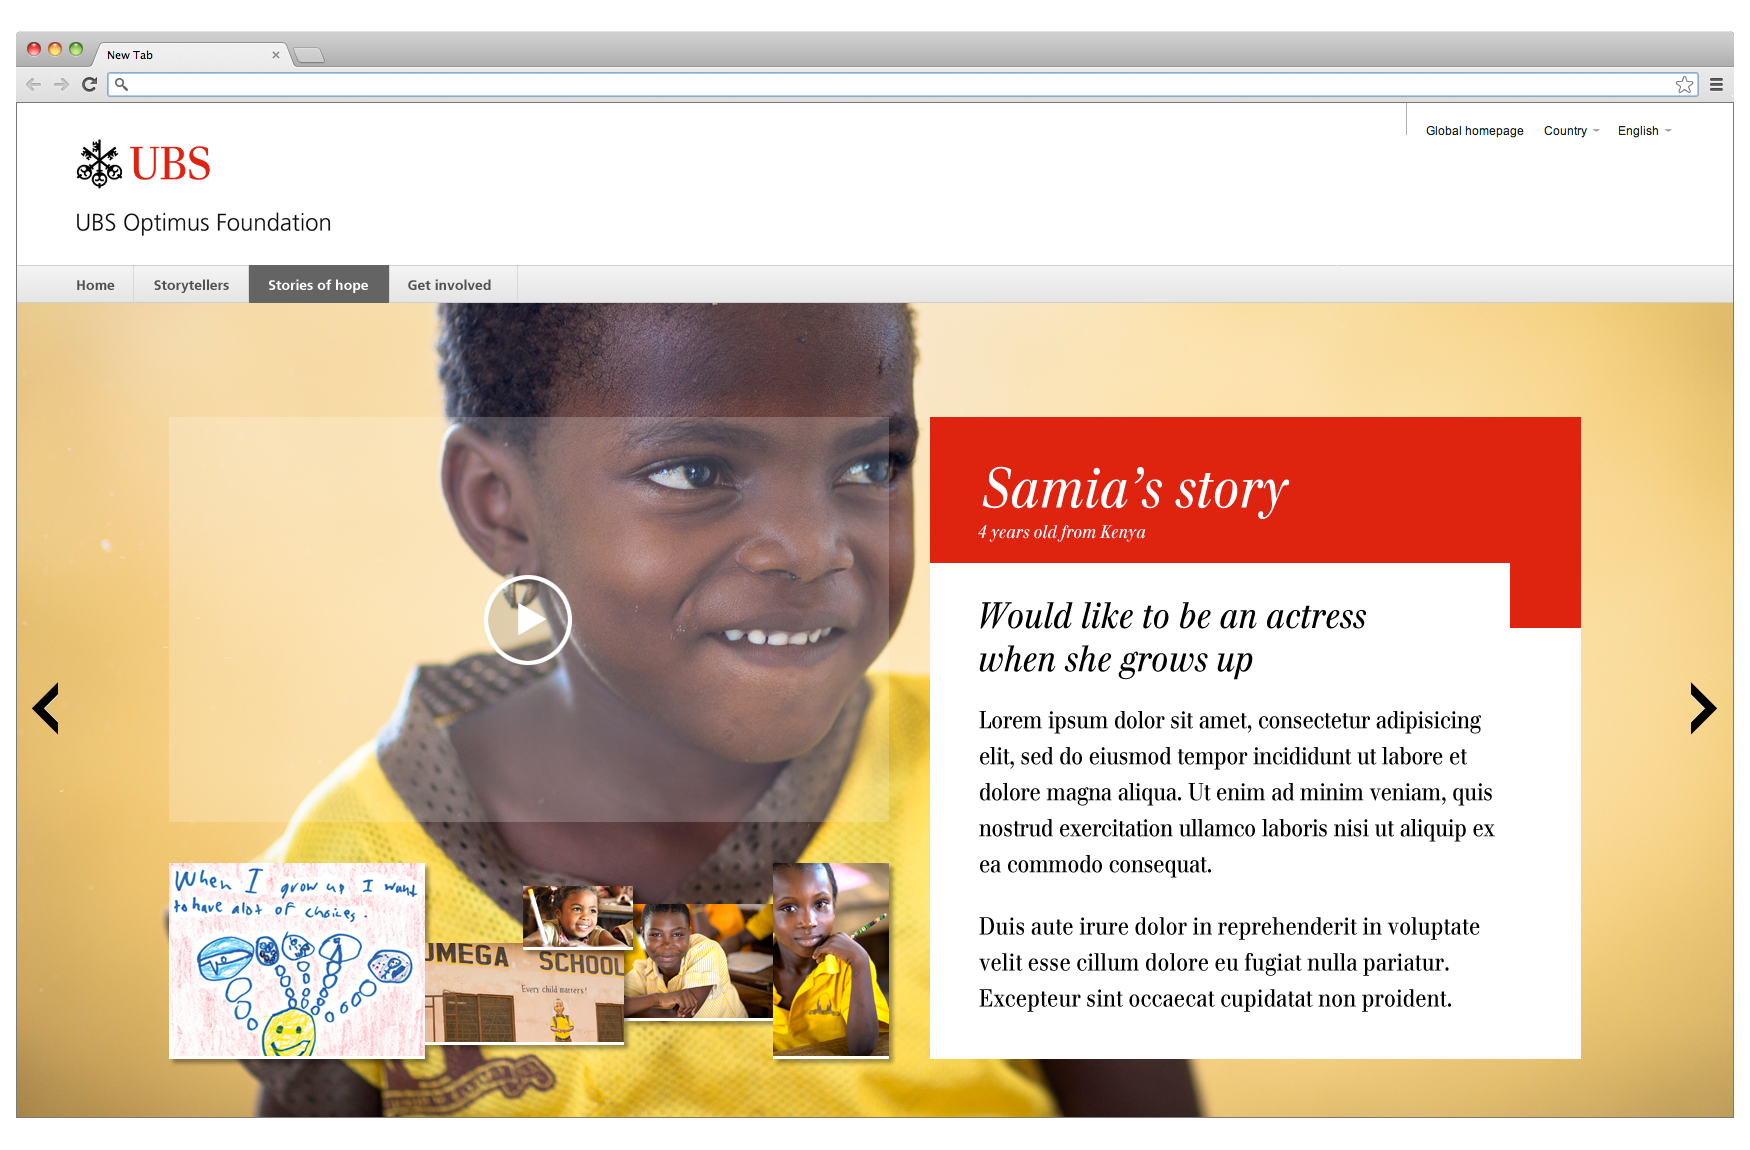 New Tab
Global homepage
Country
English
UBS
UBS Optimus Foundation
Home
Storytellers
Stories of hope
Get involved
Samia’s story
4 years old from Kenya
Would like to be an actress
when she grows up
Lorem ipsum dolor sit amet, consectetur adipisicing
elit, sed do eiusmod tempor incididunt ut labore et
dolore magna aliqua. Ut enim ad minim veniam, quis
nostrud exercitation ullamco laboris nisi ut aliquip ex
ea commodo consequat.
Duis aute irure dolor in reprehenderit in voluptate
velit esse cillum dolore eu fugiat nulla pariatur.
Excepteur sint occaecat cupidatat non proident.
When I grow up I want
to have alot of choices.
OMEGA SCHOOL
Every child matters!